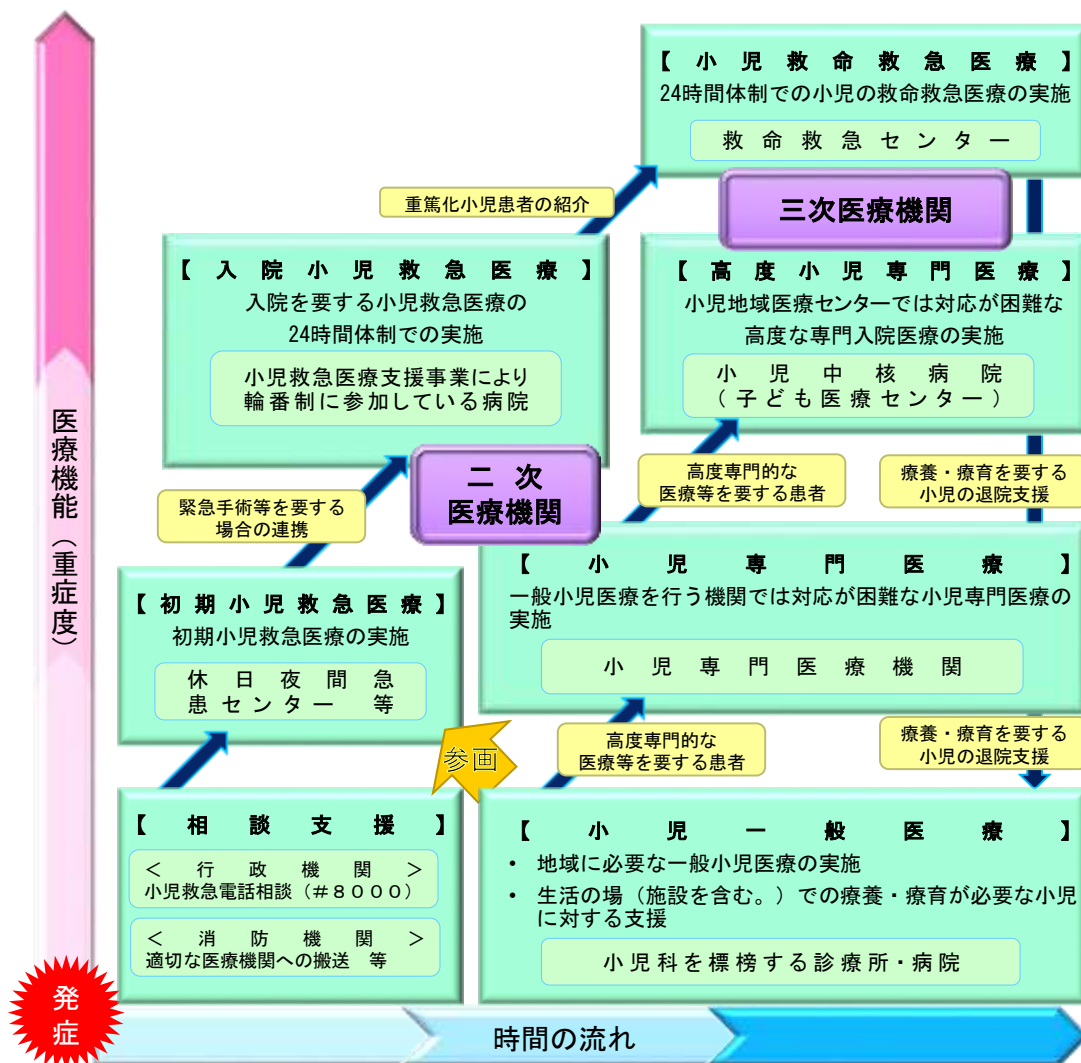 【小児救命救急医療】
24時間体制での小児の救命救急医療の実施
救命救急センター
重篤化小児患者の紹介
三次医療機関
【入院小児救急医療】
入院を要する小児救急医療の
24時間体制での実施
小児救急医療支援事業により
輪番制に参加している病院
【高度小児専門医療】
小児地域医療センターでは対応が困難な
高度な専門入院医療の実施
小児中核病院
（子ども医療センター）
医療機能（重症度）
二次
医療機関
緊急手術等を要する
場合の連携
高度専門的な
医療等を要する患者
療養・療育を要する
小児の退院支援
【初期小児救急医療】
初期小児救急医療の実施
休日夜間急
患センター等
【小児専門医療】
一般小児医療を行う機関では対応が困難な小児専門医療の
実施
小児専門医療機関
参画
高度専門的な
医療等を要する患者
療養・療育を要する
小児の退院支援
【相談支援】
＜行政機関＞
小児救急電話相談（＃８０００）
＜消防機関＞
適切な医療機関への搬送　等
【小児一般医療】
• 地域に必要な一般小児医療の実施
• 生活の場（施設を含む。）での療養・療育が必要な小児
に対する支援
小児科を標榜する診療所・病院
発
症
時間の流れ